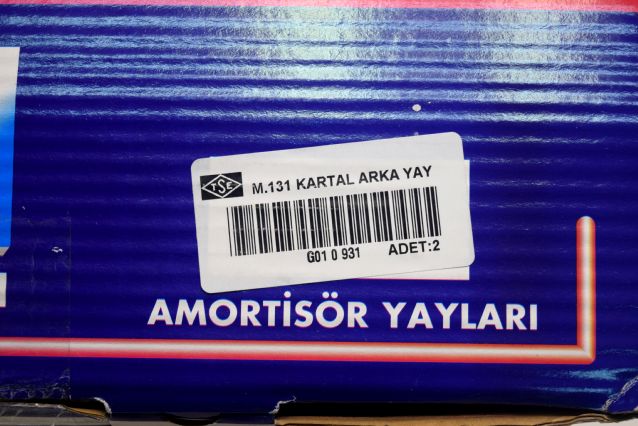 TSE
M.131 KARTAL ARKA YAY
G01 0 931
ADET:2
AMORTİSÖR YAYLARI